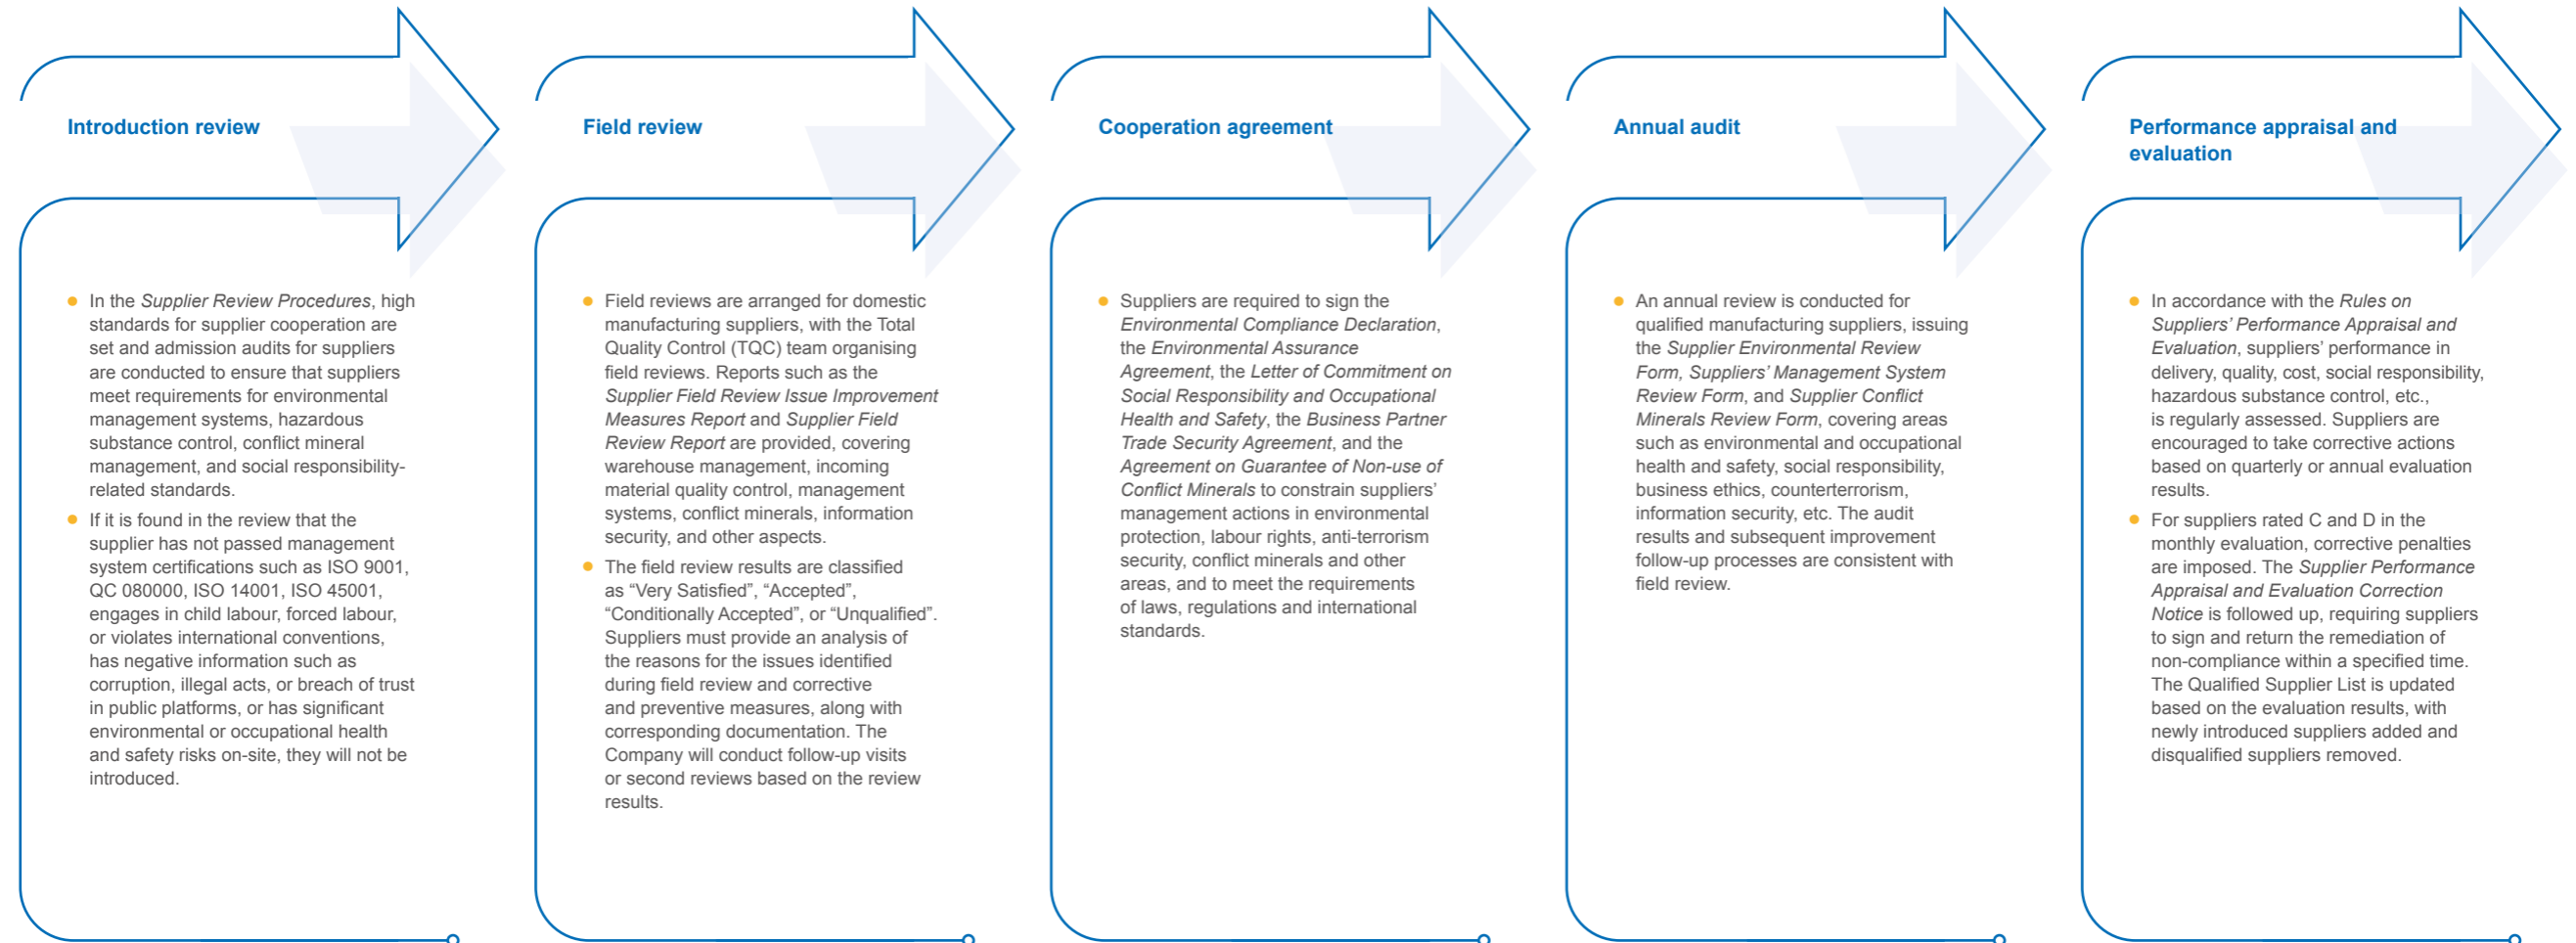 Introduction review
In the Supplier Review Procedures, high
standards for supplier cooperation are
set and admission audits for suppliers
are conducted to ensure that suppliers
meet requirements for environmental
management systems, hazardous
substance control, conflict mineral
management, and social responsibility-
related standards.
If it is found in the review that the
supplier has not passed management
system certifications such as ISO 9001,
QC 080000, ISO 14001, ISO 45001,
engages in child labour, forced labour,
or violates international conventions,
has negative information such as
corruption, illegal acts, or breach of trust
in public platforms, or has significant
environmental or occupational health
and safety risks on-site, they will not be
introduced.
Field review
Field reviews are arranged for domestic
manufacturing suppliers, with the Total
Quality Control (TQC) team organising
field reviews. Reports such as the
Supplier Field Review Issue Improvement
Measures Report and Supplier Field
Review Report are provided, covering
warehouse management, incoming
material quality control, management
systems, conflict minerals, information
security, and other aspects.
The field review results are classified
as “Very Satisfied”, “Accepted”,
“Conditionally Accepted”, or “Unqualified”.
Suppliers must provide an analysis of
the reasons for the issues identified
during field review and corrective
and preventive measures, along with
corresponding documentation. The
Company will conduct follow-up visits
or second reviews based on the review
results.
Cooperation agreement
Suppliers are required to sign the
Environmental Compliance Declaration,
the Environmental Assurance
Agreement, the Letter of Commitment on
Social Responsibility and Occupational
Health and Safety, the Business Partner
Trade Security Agreement, and the
Agreement on Guarantee of Non-use of
Conflict Minerals to constrain suppliers’
management actions in environmental
protection, labour rights, anti-terrorism
security, conflict minerals and other
areas, and to meet the requirements
of laws, regulations and international
standards.
Annual audit
An annual review is conducted for
qualified manufacturing suppliers, issuing
the Supplier Environmental Review
Form, Suppliers’ Management System
Review Form, and Supplier Conflict
Minerals Review Form, covering areas
such as environmental and occupational
health and safety, social responsibility,
business ethics, counterterrorism,
information security, etc. The audit
results and subsequent improvement
follow-up processes are consistent with
field review.
Performance appraisal and
evaluation
In accordance with the Rules on
Suppliers’ Performance Appraisal and
Evaluation, suppliers’ performance in
delivery, quality, cost, social responsibility,
hazardous substance control, etc.,
is regularly assessed. Suppliers are
encouraged to take corrective actions
based on quarterly or annual evaluation
results.
For suppliers rated C and D in the
monthly evaluation, corrective penalties
are imposed. The Supplier Performance
Appraisal and Evaluation Correction
Notice is followed up, requiring suppliers
to sign and return the remediation of
non-compliance within a specified time.
The Qualified Supplier List is updated
based on the evaluation results, with
newly introduced suppliers added and
disqualified suppliers removed.